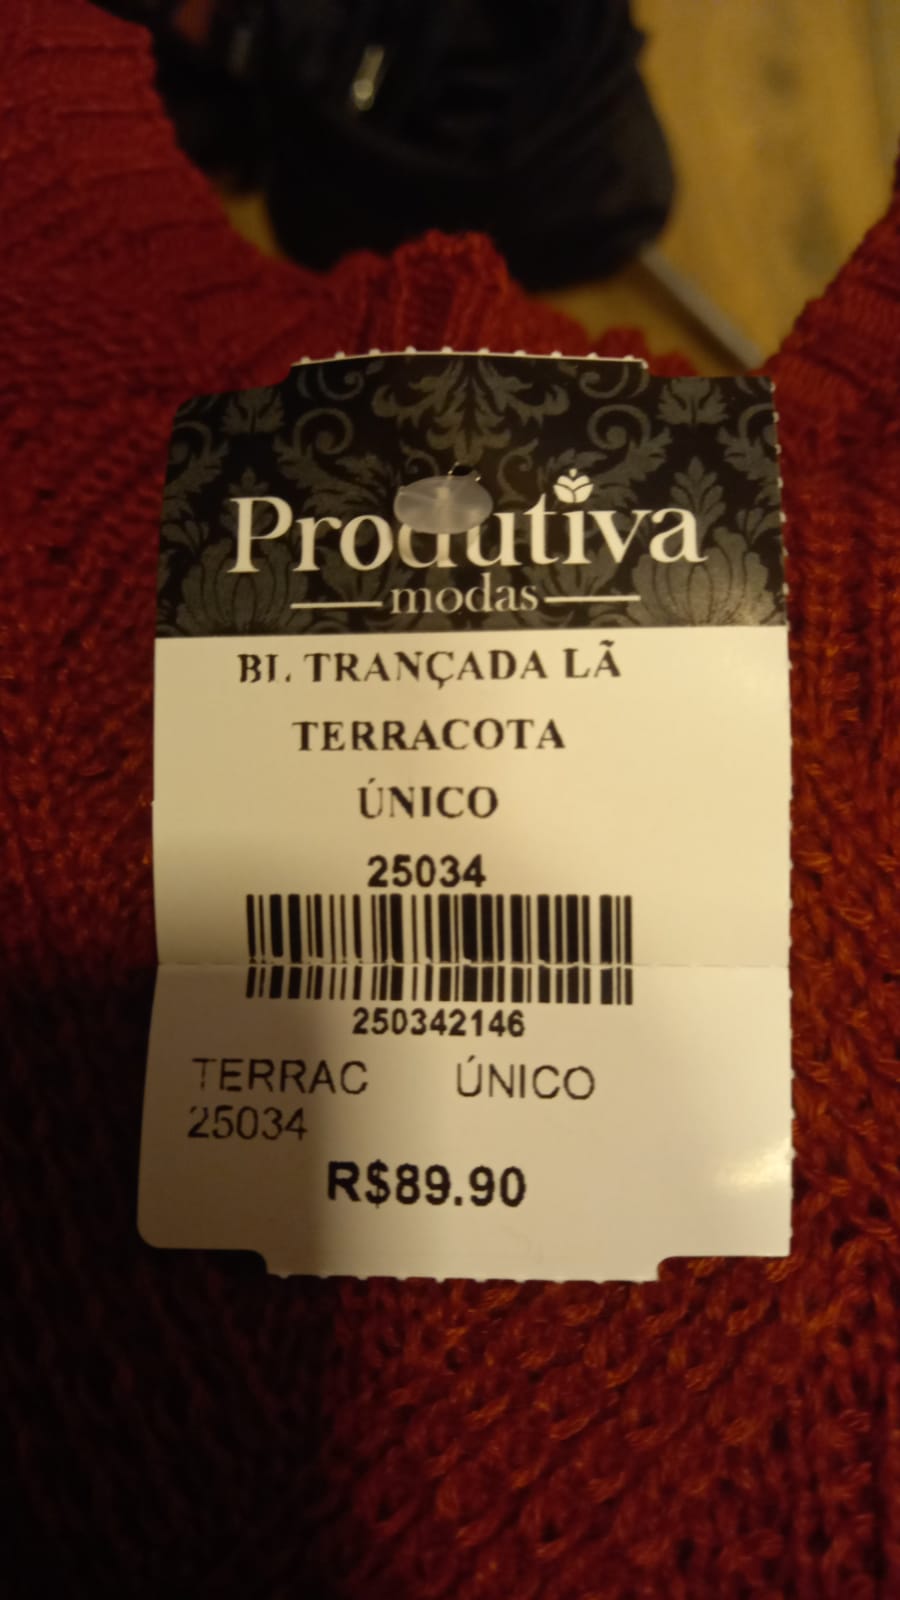 Produtiva
modas
BL TRANÇADA LÃ
TERRACOTA
ÚNICO
25034
250342146
TERRAC ÚNICO
25034
R$89.90